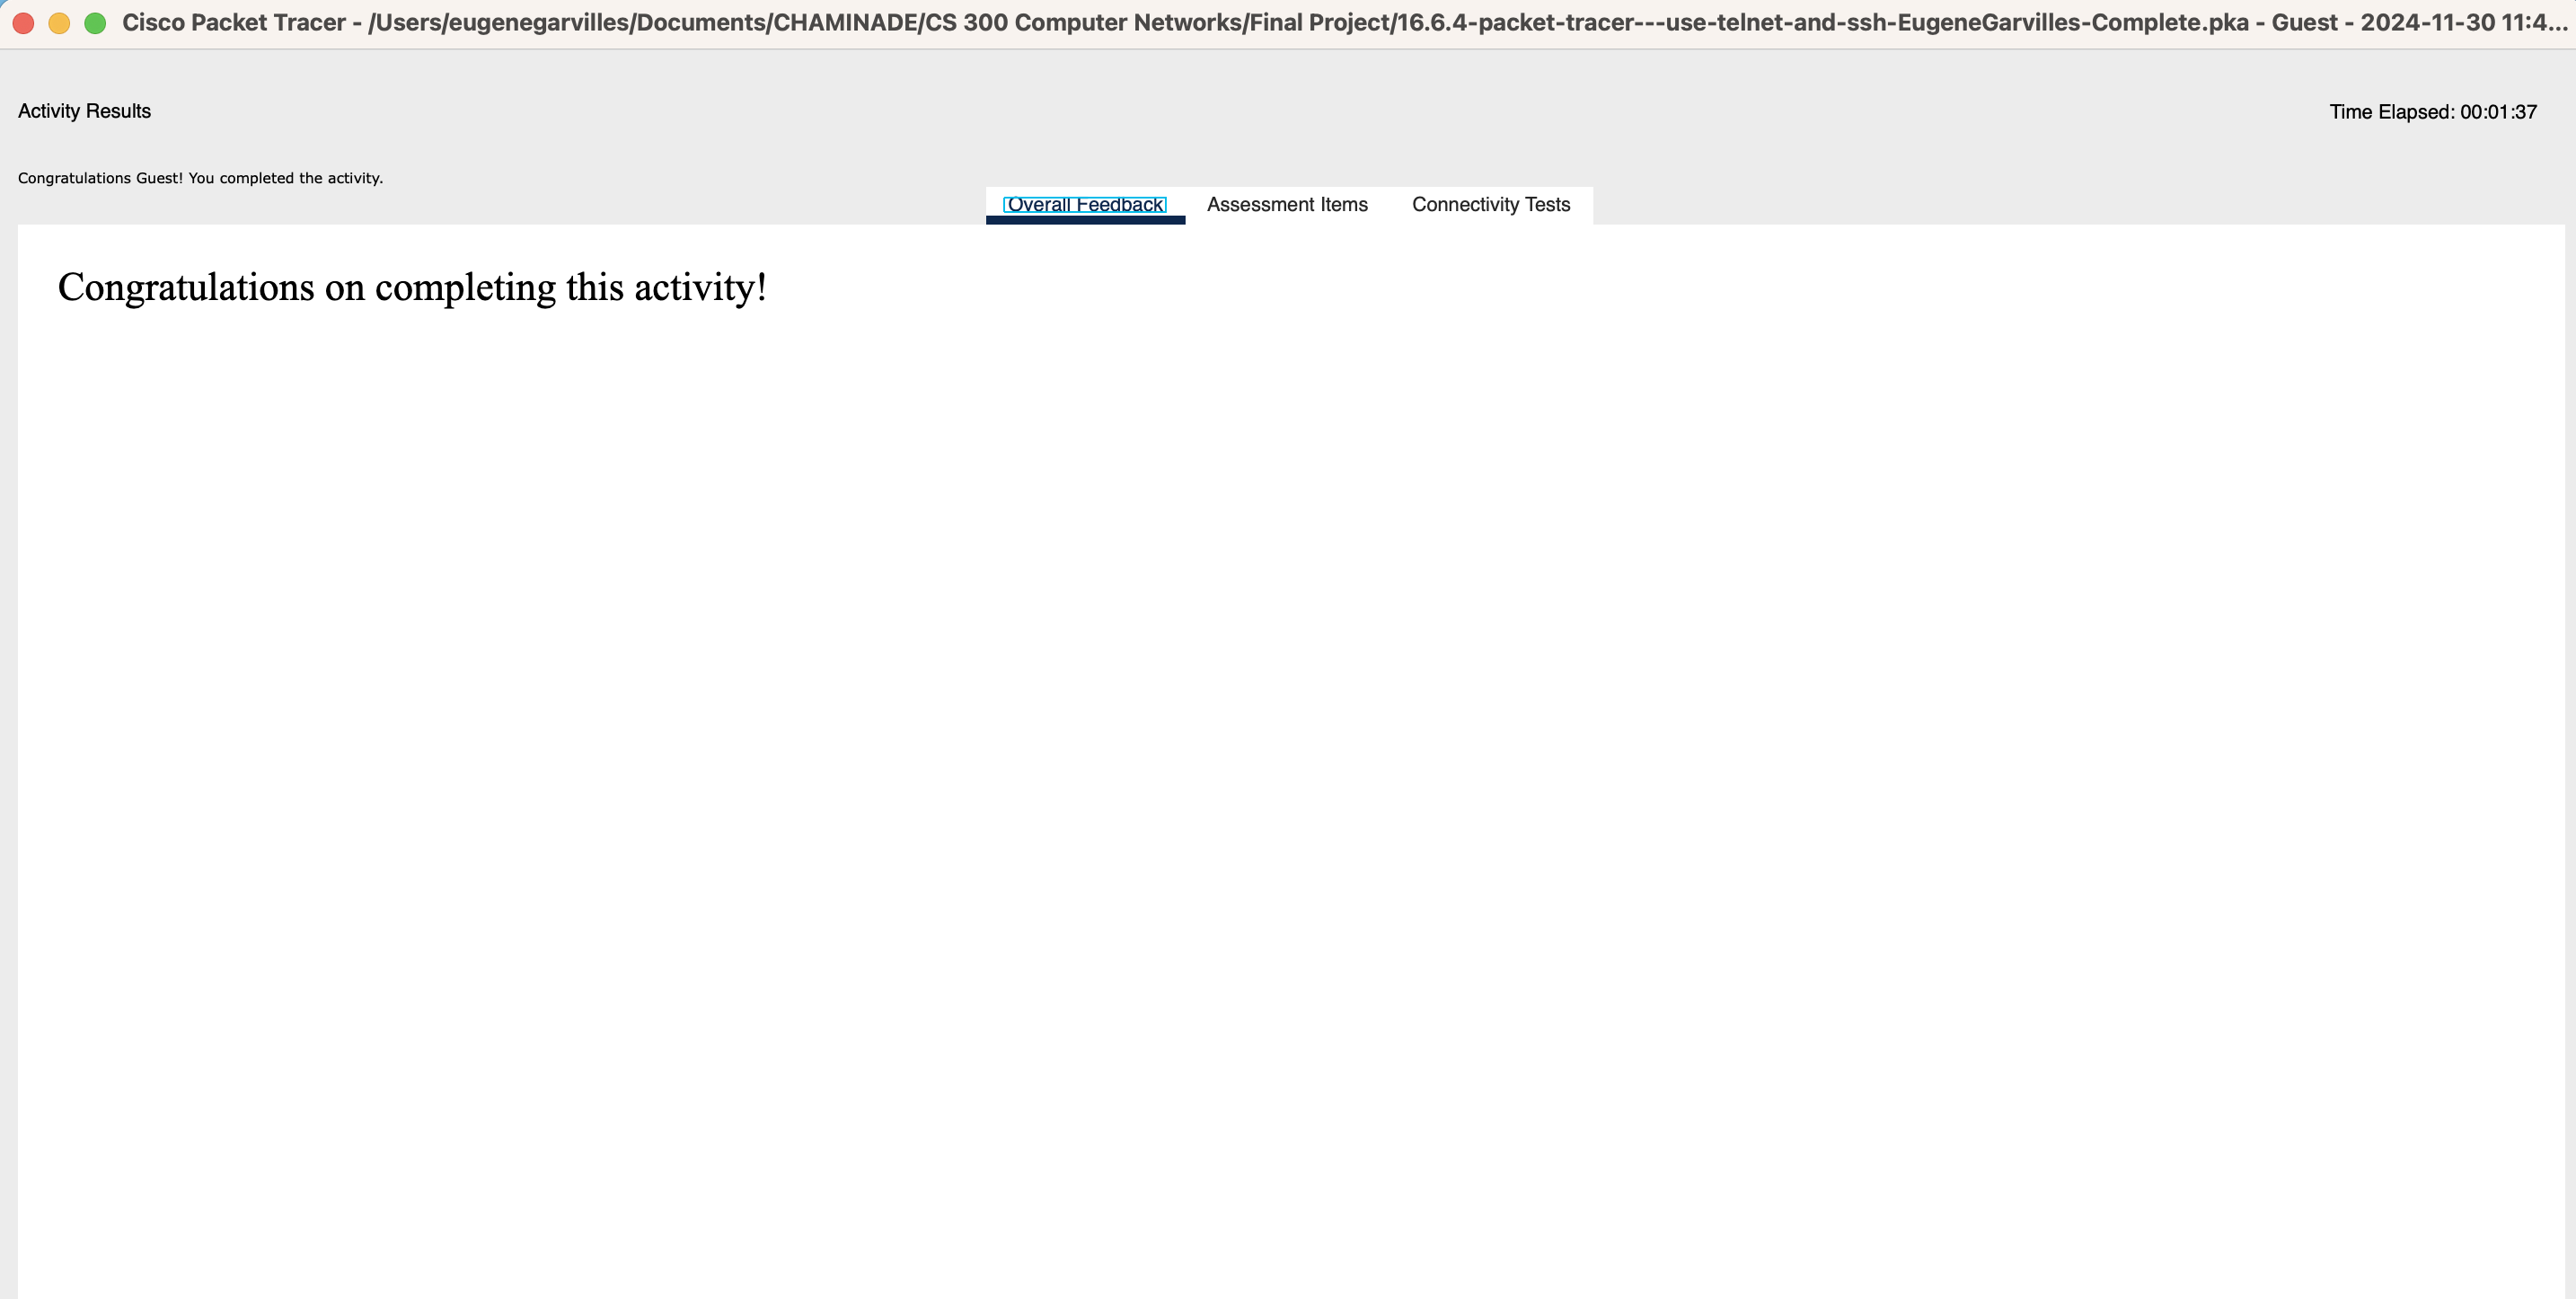 Cisco Packet Tracer - /Users/eugenegarvilles/Documents/CHAMINADE/CS 300 Computer Networks/Final Project/16.6.4-packet-tracer---use-telnet-and-ssh-EugeneGarvilles-Complete.pka - Guest - 2024-11-30 11:4...
Activity Results
Time Elapsed: 00:01:37
Congratulations Guest! You completed the activity.
Overall Feedback Assessment Items Connectivity Tests
Congratulations on completing this activity!